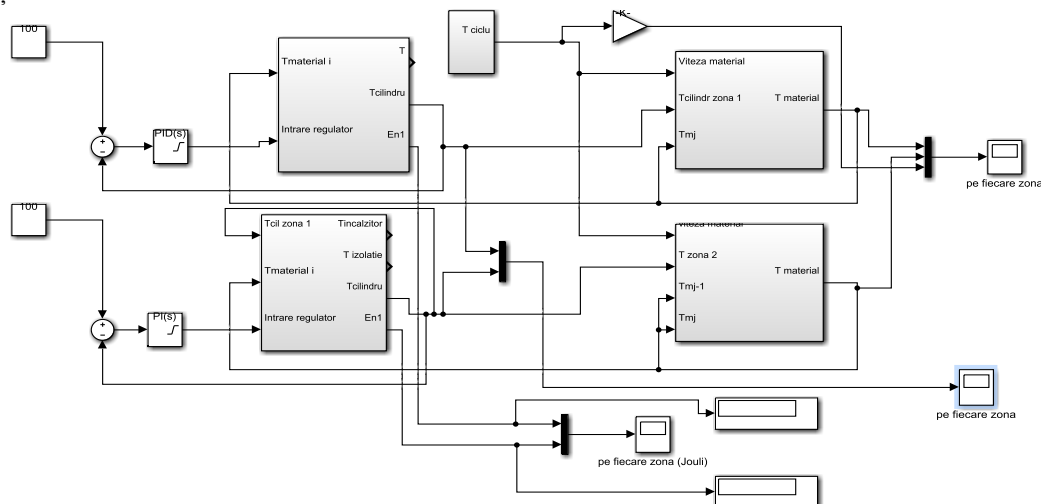 100
PID(s)
Tmaterial i
Intrare regulator
T
Tcilindru
En1
T ciclu
-K-
Viteza material
Tcilindr zona 1
Tmj
T material
pe fiecare zona
100
PI(s)
Tcil zona 1
Tmaterial i
Intrare regulator
Tincalzitor
T izolatie
Tcilindru
En1
Viteza material
T zona 2
Tmj-1
Tmj
T material
pe fiecare zona
pe fiecare zona (Jouli)